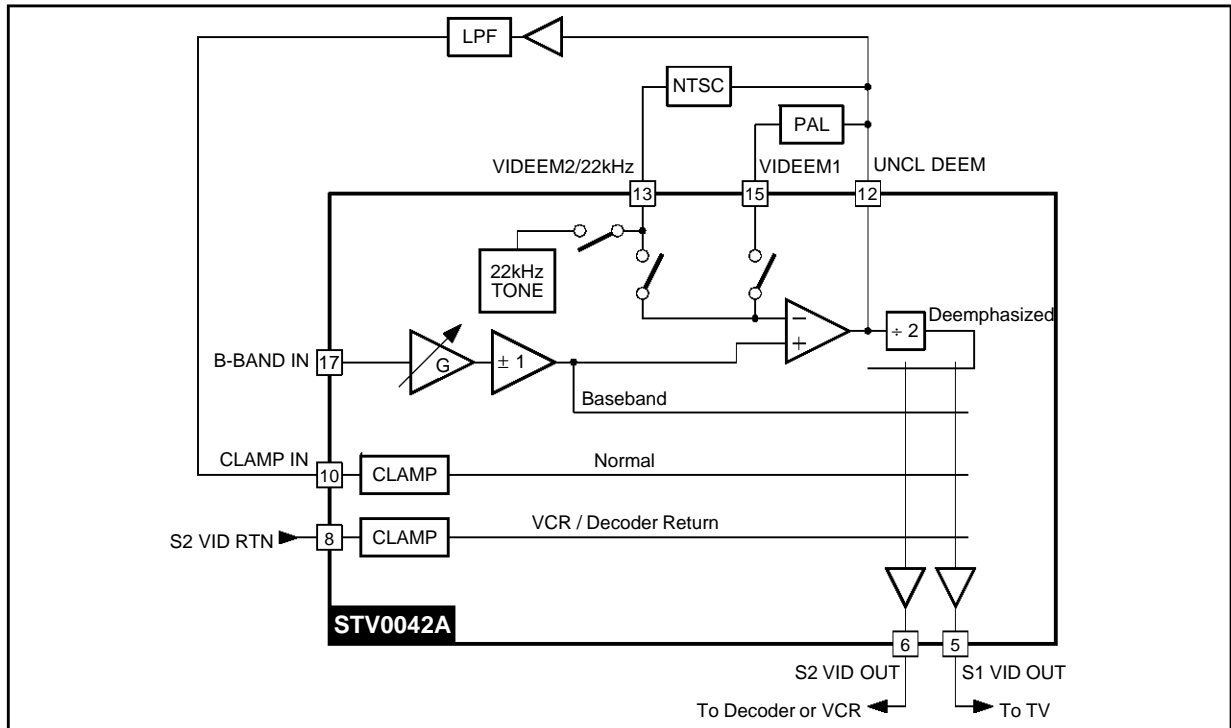 LPF
NTSC
PAL
VIDEEM2/22kHz
VIDEEM1
UNCL DEEM
13
15
12
22kHz
TONE
−
+
÷ 2
Deemphasized
B-BAND IN
17
G
± 1
Baseband
CLAMP IN
10
CLAMP
Normal
S2 VID RTN
8
CLAMP
VCR / Decoder Return
STV0042A
6
5
S2 VID OUT
S1 VID OUT
To Decoder or VCR
To TV